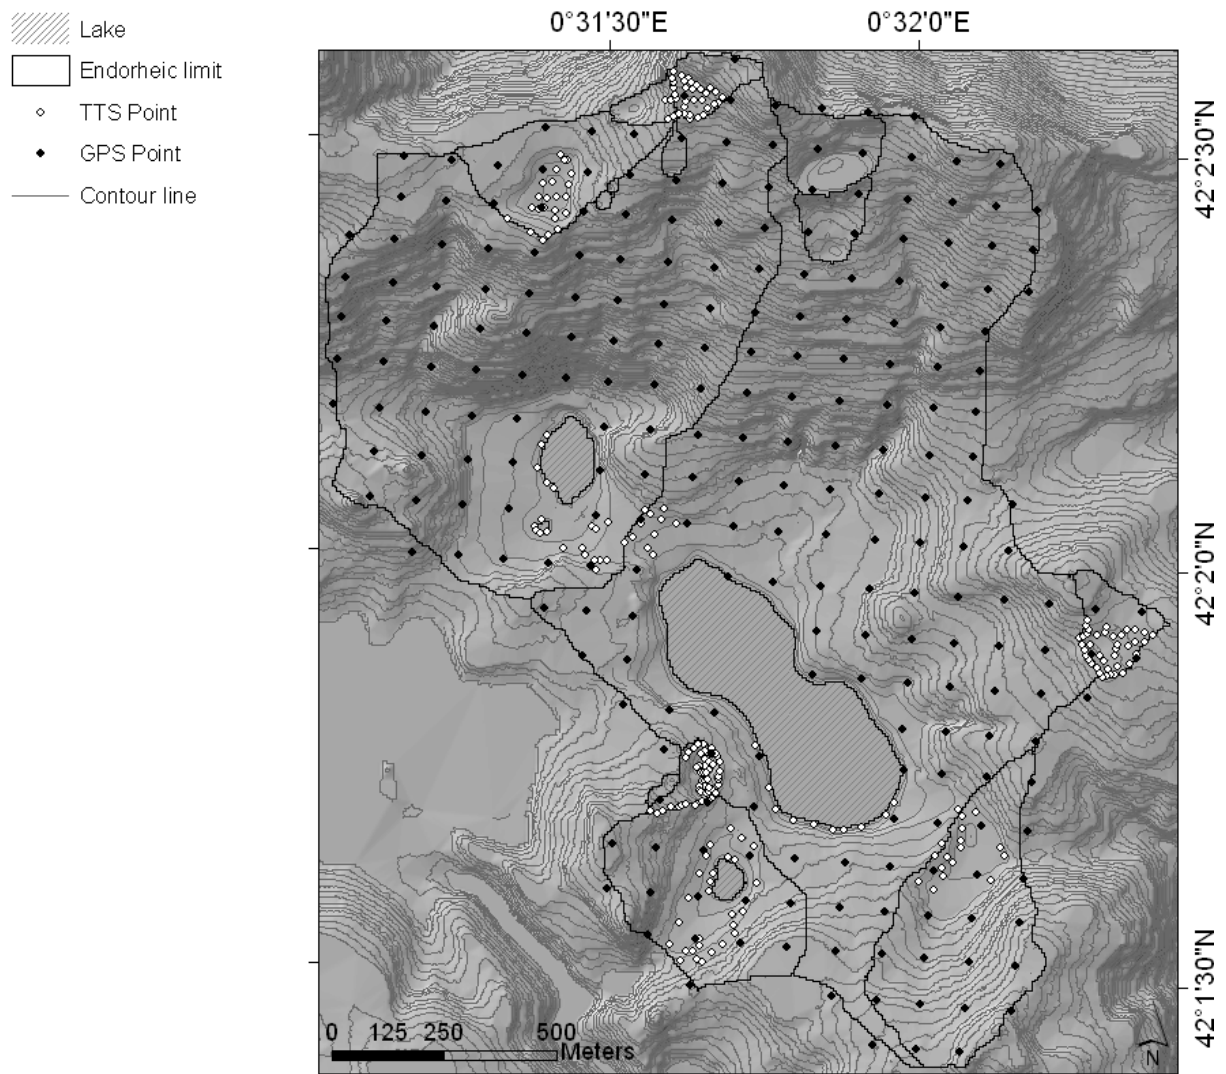 0°31'30"E 0°32'0"E
Lake
Endorheic limit
TTS Point
GPS Point
Contour line
42°2'30"N
42°2'0"N
42°1'30"N
0 125 250 500
Meters
N